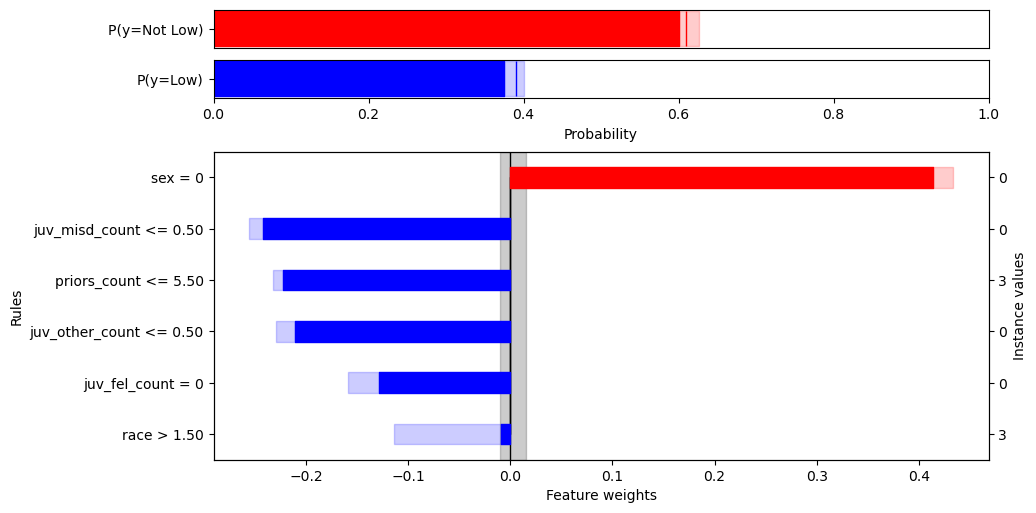 P(y=Not Low)
P(y=Low)
0.0 0.2 0.4 0.6 0.8 1.0
Probability
sex = 0 0
juv_misd_count <= 0.50 0
priors_count <= 5.50 3
juv_other_count <= 0.50 0
juv_fel_count = 0 0
race > 1.50 3
Rules
Instance values
−0.2 −0.1 0.0 0.1 0.2 0.3 0.4
Feature weights